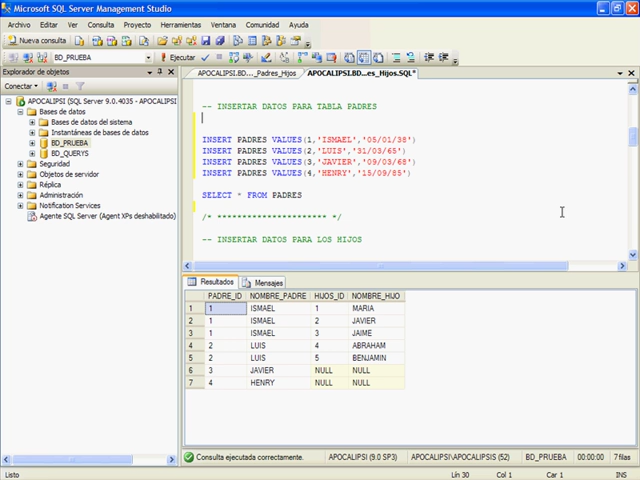 Microsoft SQL Server Management Studio
Archivo Editar Ver Consulta Proyecto Herramientas Ventana Comunidad Ayuda
Nueva consulta
BD_PRUEBA Ejecutar
Explorador de objetos
Conectar
APOCALIPSI (SQL Server 9.0.4035 - APOCALIPSI
Bases de datos
Bases de datos del sistema
Instantáneas de bases de datos
BD_PRUEBA
BD_QUERYS
Seguridad
Objetos de servidor
Réplica
Administración
Notification Services
Agente SQL Server (Agent XPs deshabilitado)
APOCALIPSI.BD..._Padres_Hijos APOCALIPSI.BD...es_Hijos.SQL*
-- INSERTAR DATOS PARA TABLA PADRES
INSERT PADRES VALUES(1,'ISMAEL','05/01/38')
INSERT PADRES VALUES(2,'LUIS','31/03/65')
INSERT PADRES VALUES(3,'JAVIER','09/03/68')
INSERT PADRES VALUES(4,'HENRY','15/09/85')
SELECT * FROM PADRES
/* ********************** */
-- INSERTAR DATOS PARA LOS HIJOS
Resultados Mensajes
PADRE_ID NOMBRE_PADRE HIJOS_ID NOMBRE_HIJO
1 1 ISMAEL 1 MARIA
2 1 ISMAEL 2 JAVIER
3 1 ISMAEL 3 JAIME
4 2 LUIS 4 ABRAHAM
5 2 LUIS 5 BENJAMIN
6 3 JAVIER NULL NULL
7 4 HENRY NULL NULL
Consulta ejecutada correctamente. APOCALIPSI (9.0 SP3) APOCALIPSI\APOCALIPSIS (52) BD_PRUEBA 00:00:00 7 filas
Listo Lín 30 Col 1 Car 1 INS